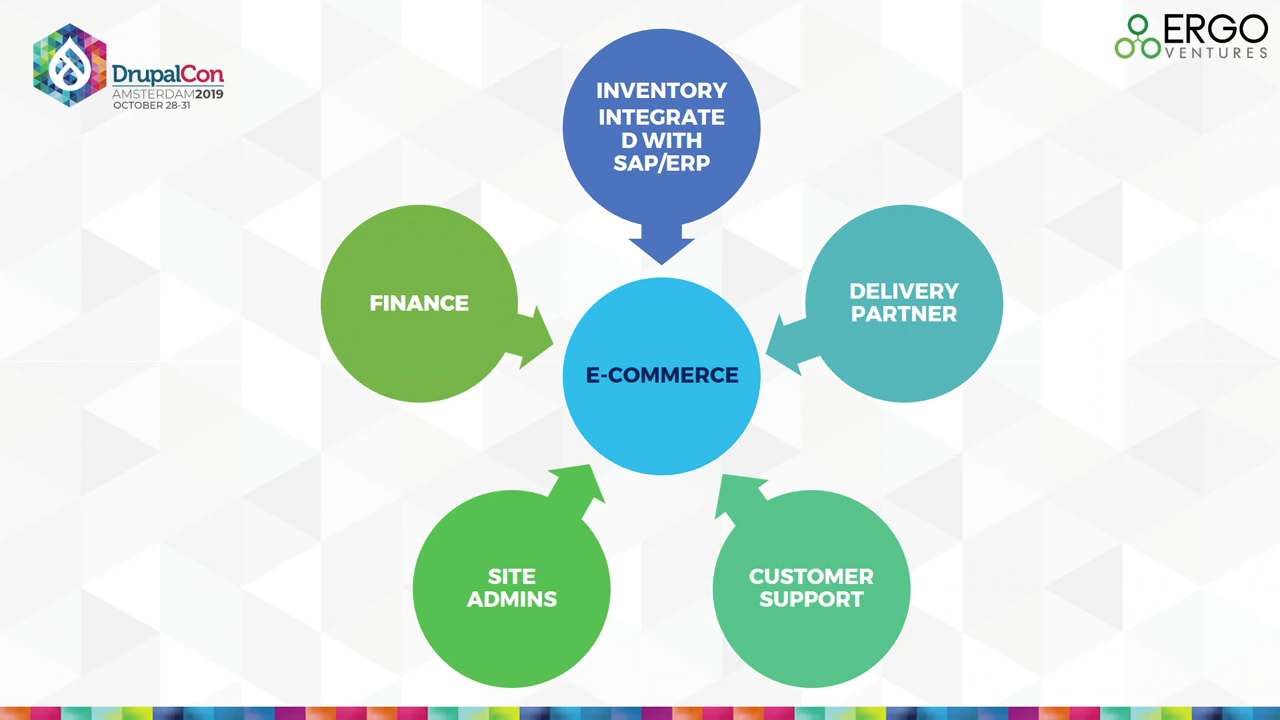 DrupalCon
AMSTERDAM2019
OCTOBER 28-31
ERGO
VENTURES
INVENTORY
INTEGRATE
D WITH
SAP/ERP
FINANCE
DELIVERY
PARTNER
E-COMMERCE
SITE
ADMINS
CUSTOMER
SUPPORT